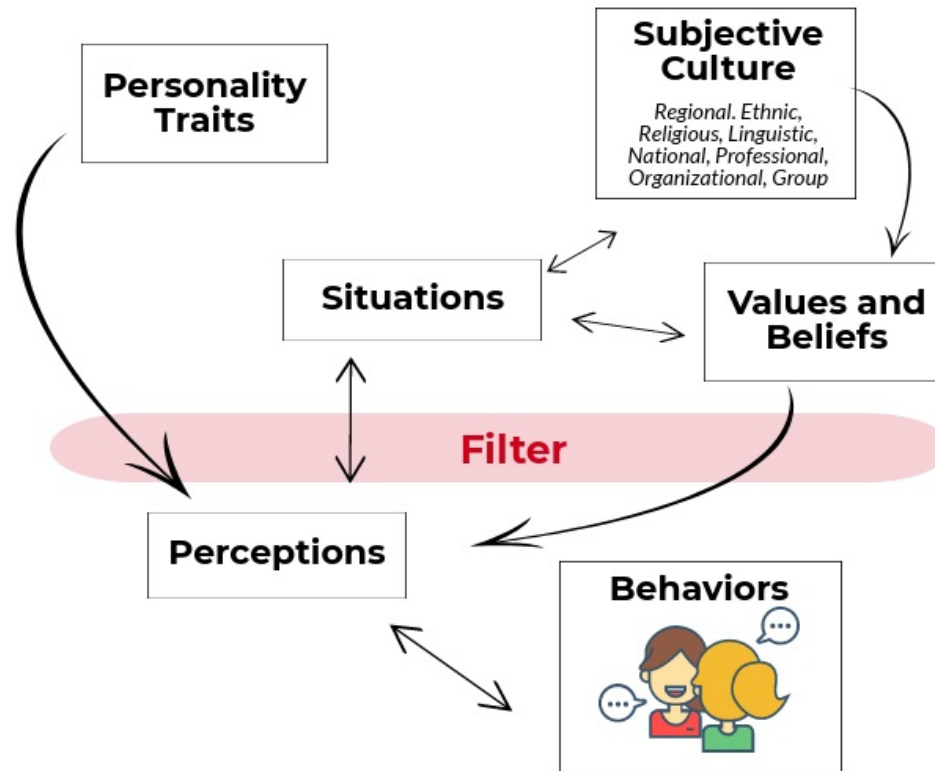 Personality
Traits
Subjective
Culture
Regional. Ethnic,
Religious, Linguistic,
National, Professional,
Organizational, Group
Situations
Values and
Beliefs
Filter
Perceptions
Behaviors